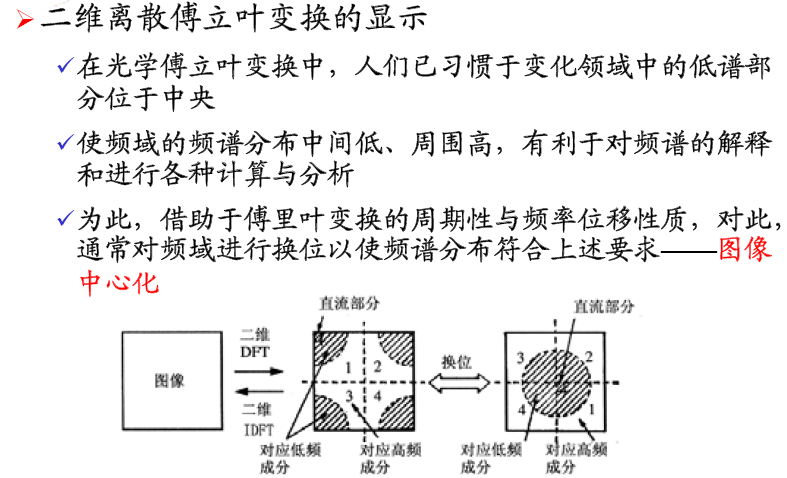 二维离散傅立叶变换的显示
在光学傅立叶变换中，人们已习惯于变化领域中的低谱部
分位于中央
使频域的频谱分布中间低、周围高，有利于对频谱的解释
和进行各种计算与分析
为此，借助于傅里叶变换的周期性与频率位移性质，对此，
通常对频域进行换位以使频谱分布符合上述要求——图像
中心化
直流部分
直流部分
图像
二维
DFT
二维
IDFT
1 2
3 4
换位
3 2
4 1
对应低频
成分
对应高频
成分
对应低频
成分
对应高频
成分